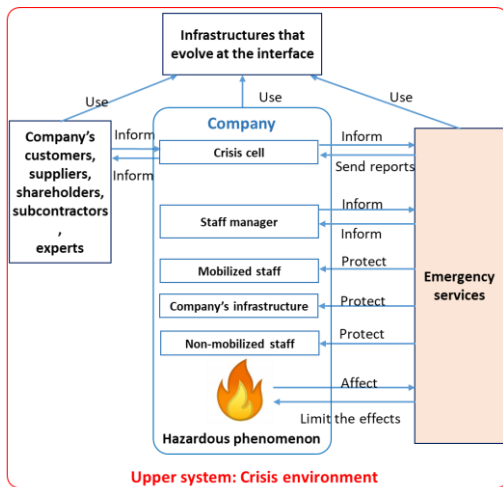 Infrastructures that
evolve at the interface
Use
Use
Use
Company's
customers,
suppliers,
shareholders,
subcontractors
,
experts
Inform
Inform
Company
Crisis cell
Inform
Send reports
Staff manager
Inform
Inform
Mobilized staff
Protect
Company's infrastructure
Protect
Non-mobilized staff
Protect
Emergency
services
Affect
Limit the effects
Hazardous phenomenon
Upper system: Crisis environment